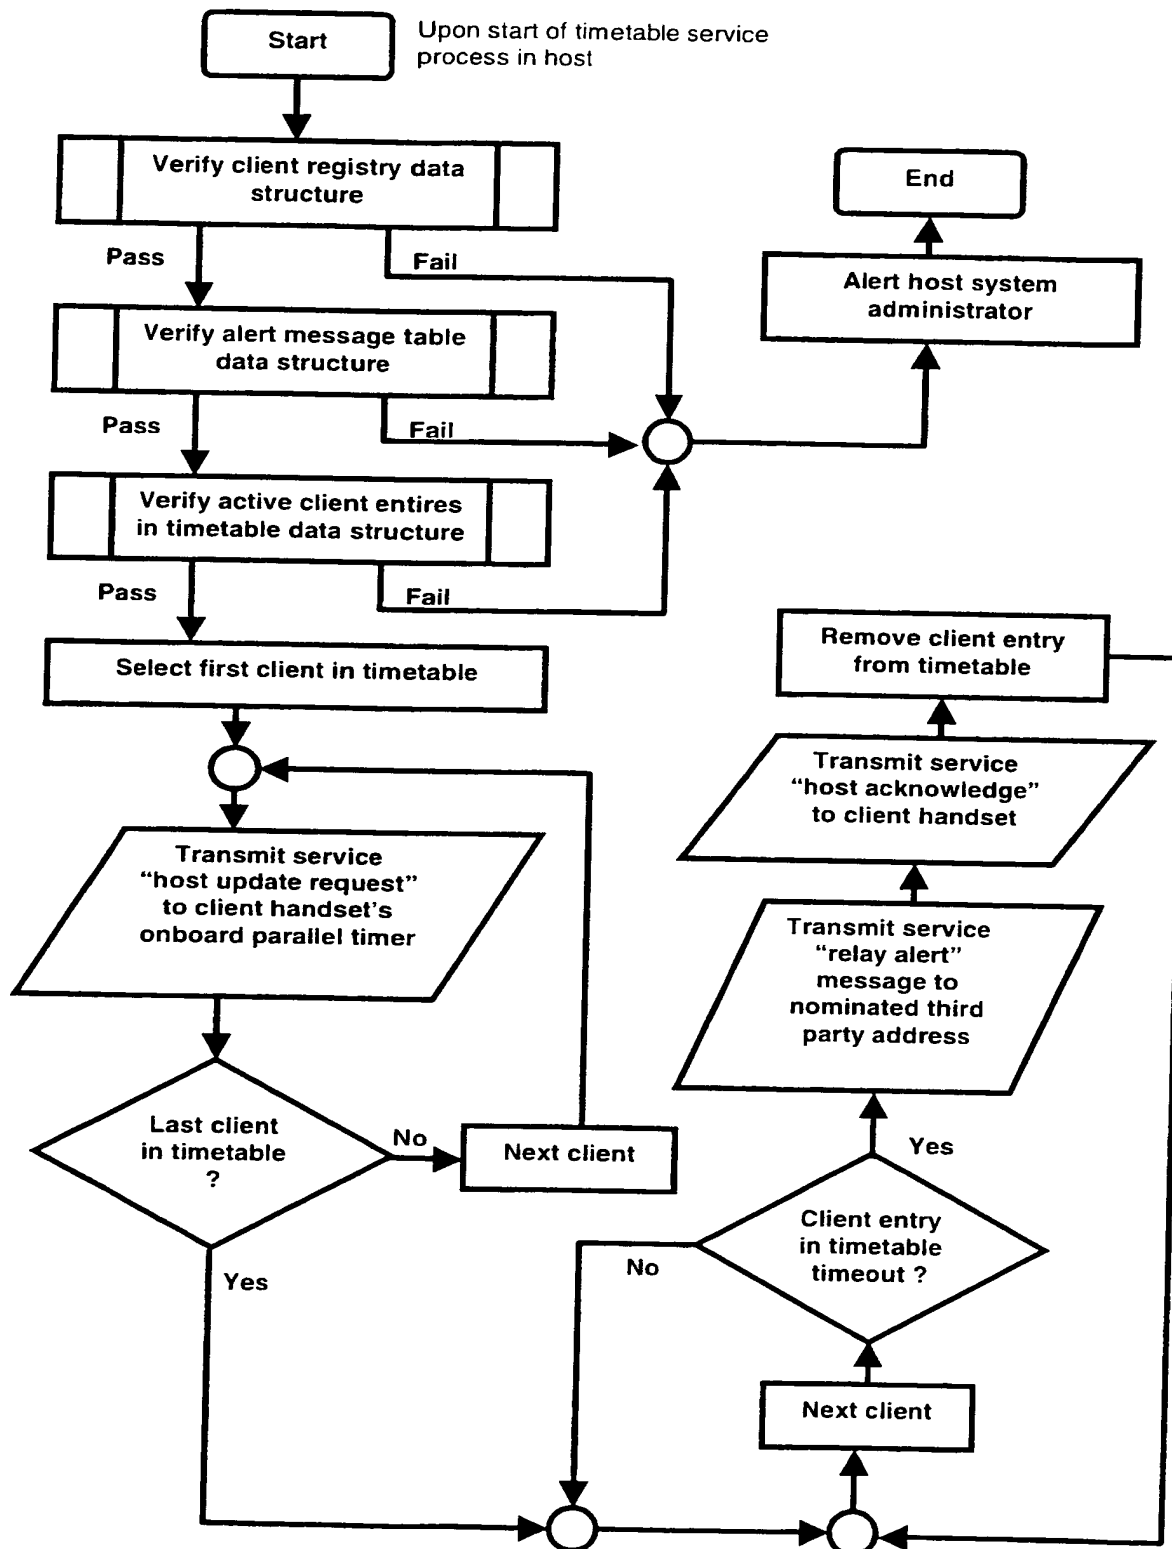 Start
Upon start of timetable service
process in host
Verify client registry data
structure
Pass
Fail
End
Alert host system
administrator
Verify alert message table
data structure
Pass
Fail
Verify active client entires
in timetable data structure
Pass
Fail
Select first client in timetable
Remove client entry
from timetable
Transmit service
“host acknowledge”
to client handset
Transmit service
“host update request”
to client handset's
onboard parallel timer
Transmit service
“relay alert”
message to
nominated third
party address
Last client
in timetable
?
No
Next client
Yes
Yes
Client entry
in timetable
timeout ?
No
Next client